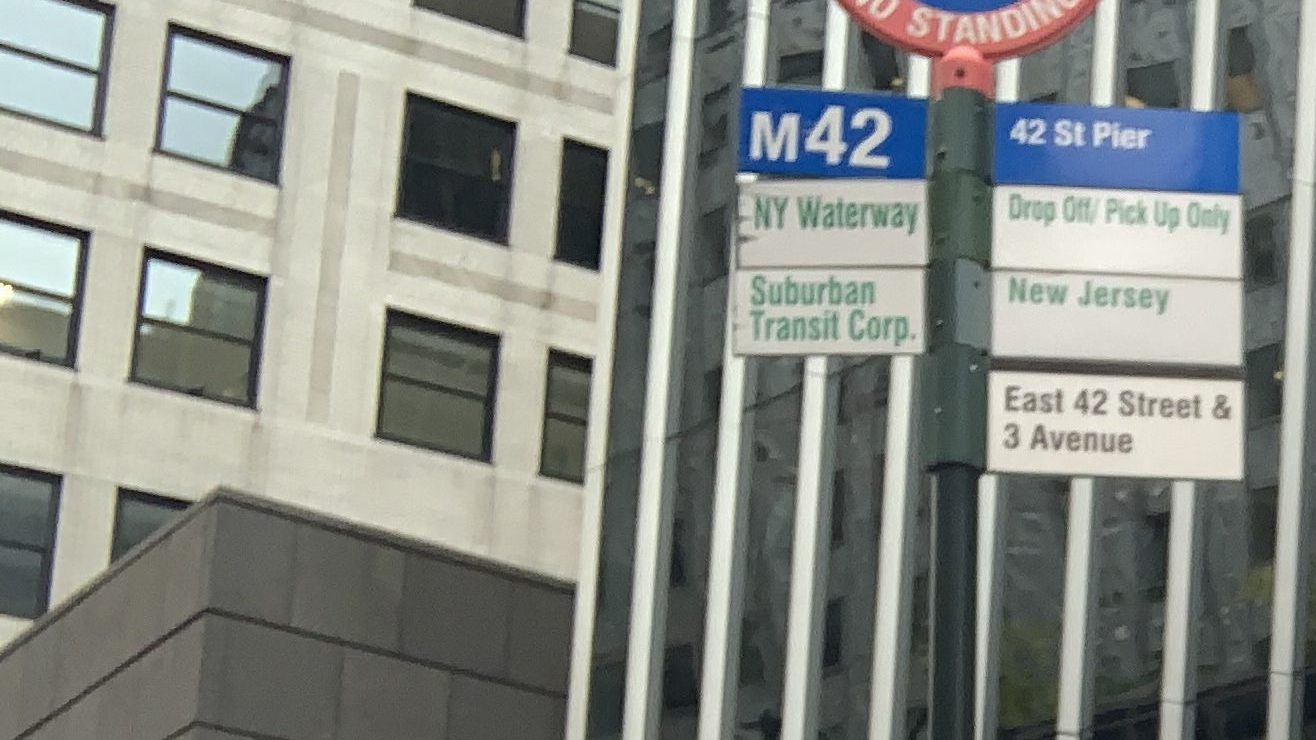 NO STANDING
M42
42 St Pier
NY Waterway
Drop Off/ Pick Up Only
Suburban
Transit Corp.
New Jersey
East 42 Street &
3 Avenue